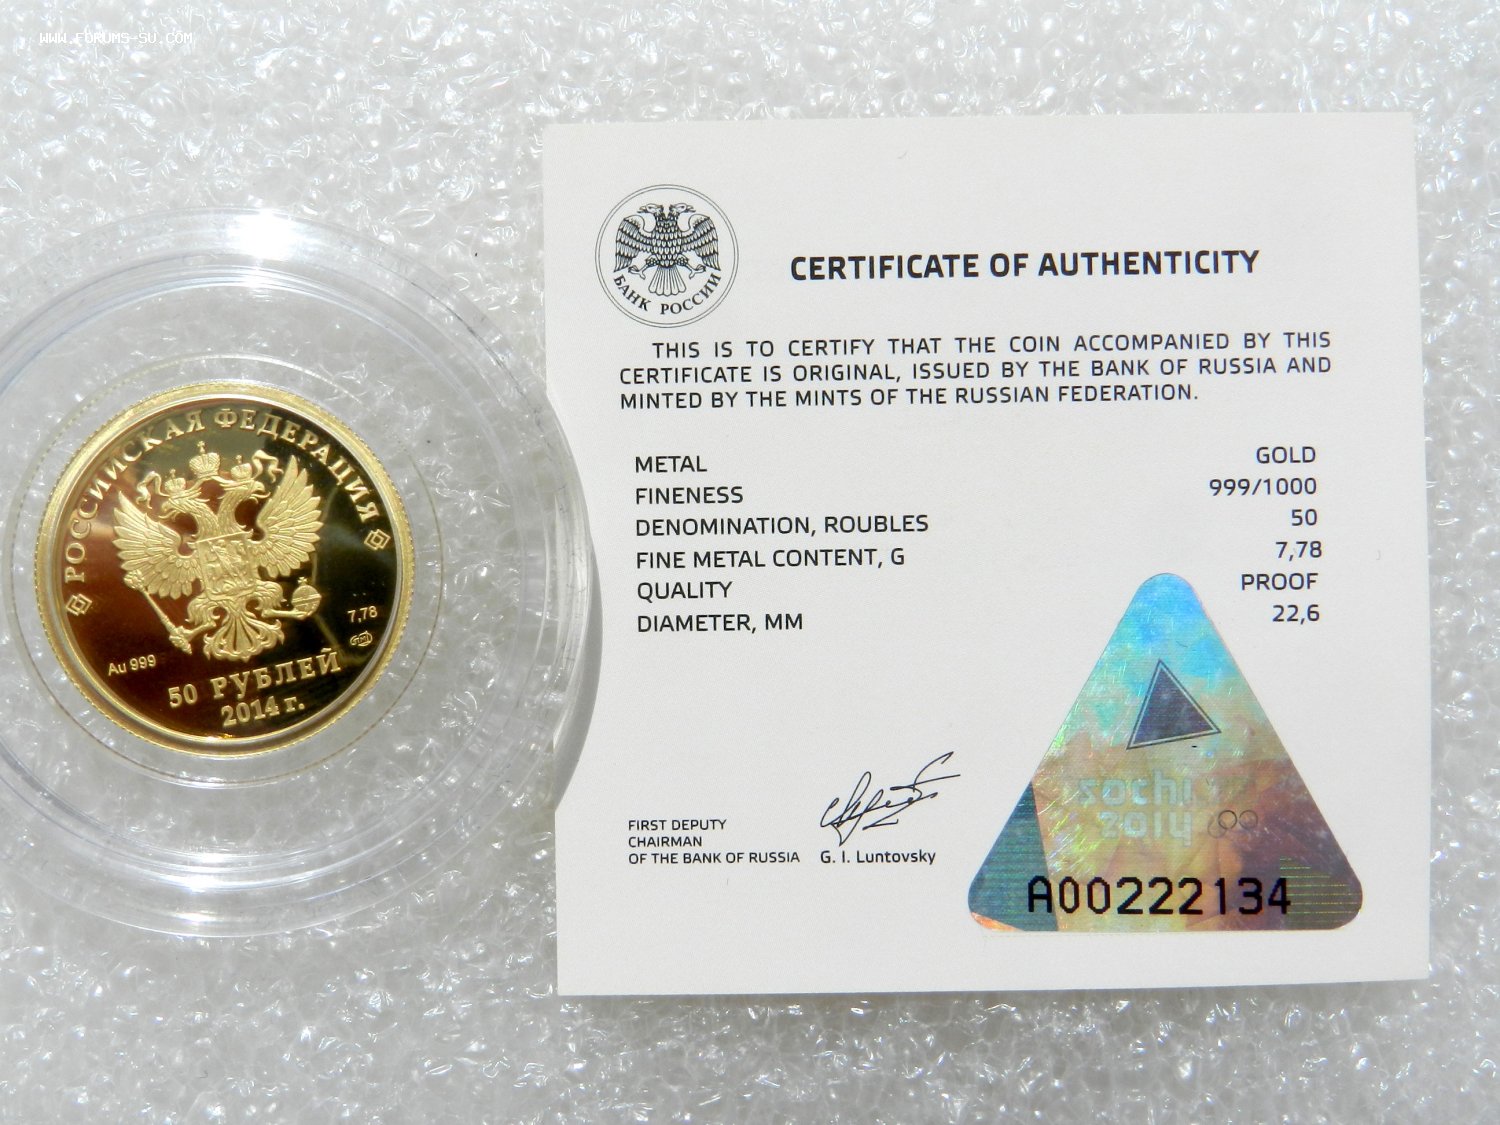 WWW.FORUMS-SU.COM
РОССИЙСКАЯ ФЕДЕРАЦИЯ
7,78
Au 999
50 РУБЛЕЙ
2014 г.
БАНК РОССИИ
CERTIFICATE OF AUTHENTICITY
THIS IS TO CERTIFY THAT THE COIN ACCOMPANIED BY THIS
CERTIFICATE IS ORIGINAL, ISSUED BY THE BANK OF RUSSIA AND
MINTED BY THE MINTS OF THE RUSSIAN FEDERATION.
METAL GOLD
FINENESS 999/1000
DENOMINATION, ROUBLES 50
FINE METAL CONTENT, G 7,78
QUALITY PROOF
DIAMETER, MM 22,6
FIRST DEPUTY
CHAIRMAN
OF THE BANK OF RUSSIA G. I. Luntovsky
sochi
2014
A00222134